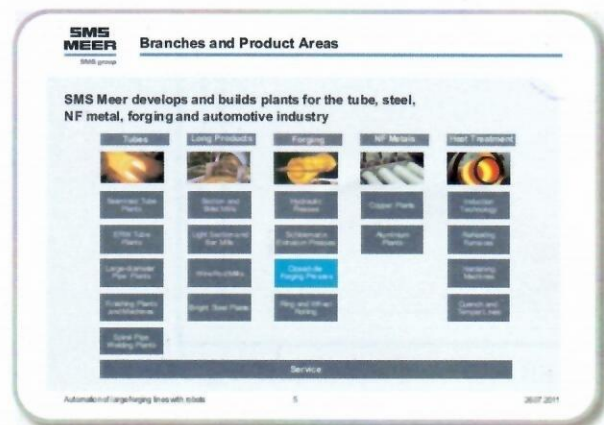 SMS
MEER
SMS group
Branches and Product Areas
SMS Meer develops and builds plants for the tube, steel,
NF metal, forging and automotive industry
Tubes
Long Products
Forging
NF Metals
Heat Treatment
Seamless Tube
Plants
ERW Tube
Plants
Large-diameter
Pipe Plants
Finishing Plants
and Machines
Spiral Pipe
Welding Plants
Section and
Billet Mills
Light Section and
Bar Mills
Wire Rod Mills
Bright Steel Plants
Hydraulic
Presses
Extrusion Presses
Closed-die
Forging Presses
Ring and Wheel
Rolling
Copper Plants
Aluminium
Plants
Induction
Technology
Reheating
Furnaces
Hardening
Machines
Quench and
Temper Lines
Service
Automation of large forging lines with robots
5
26.07.2011